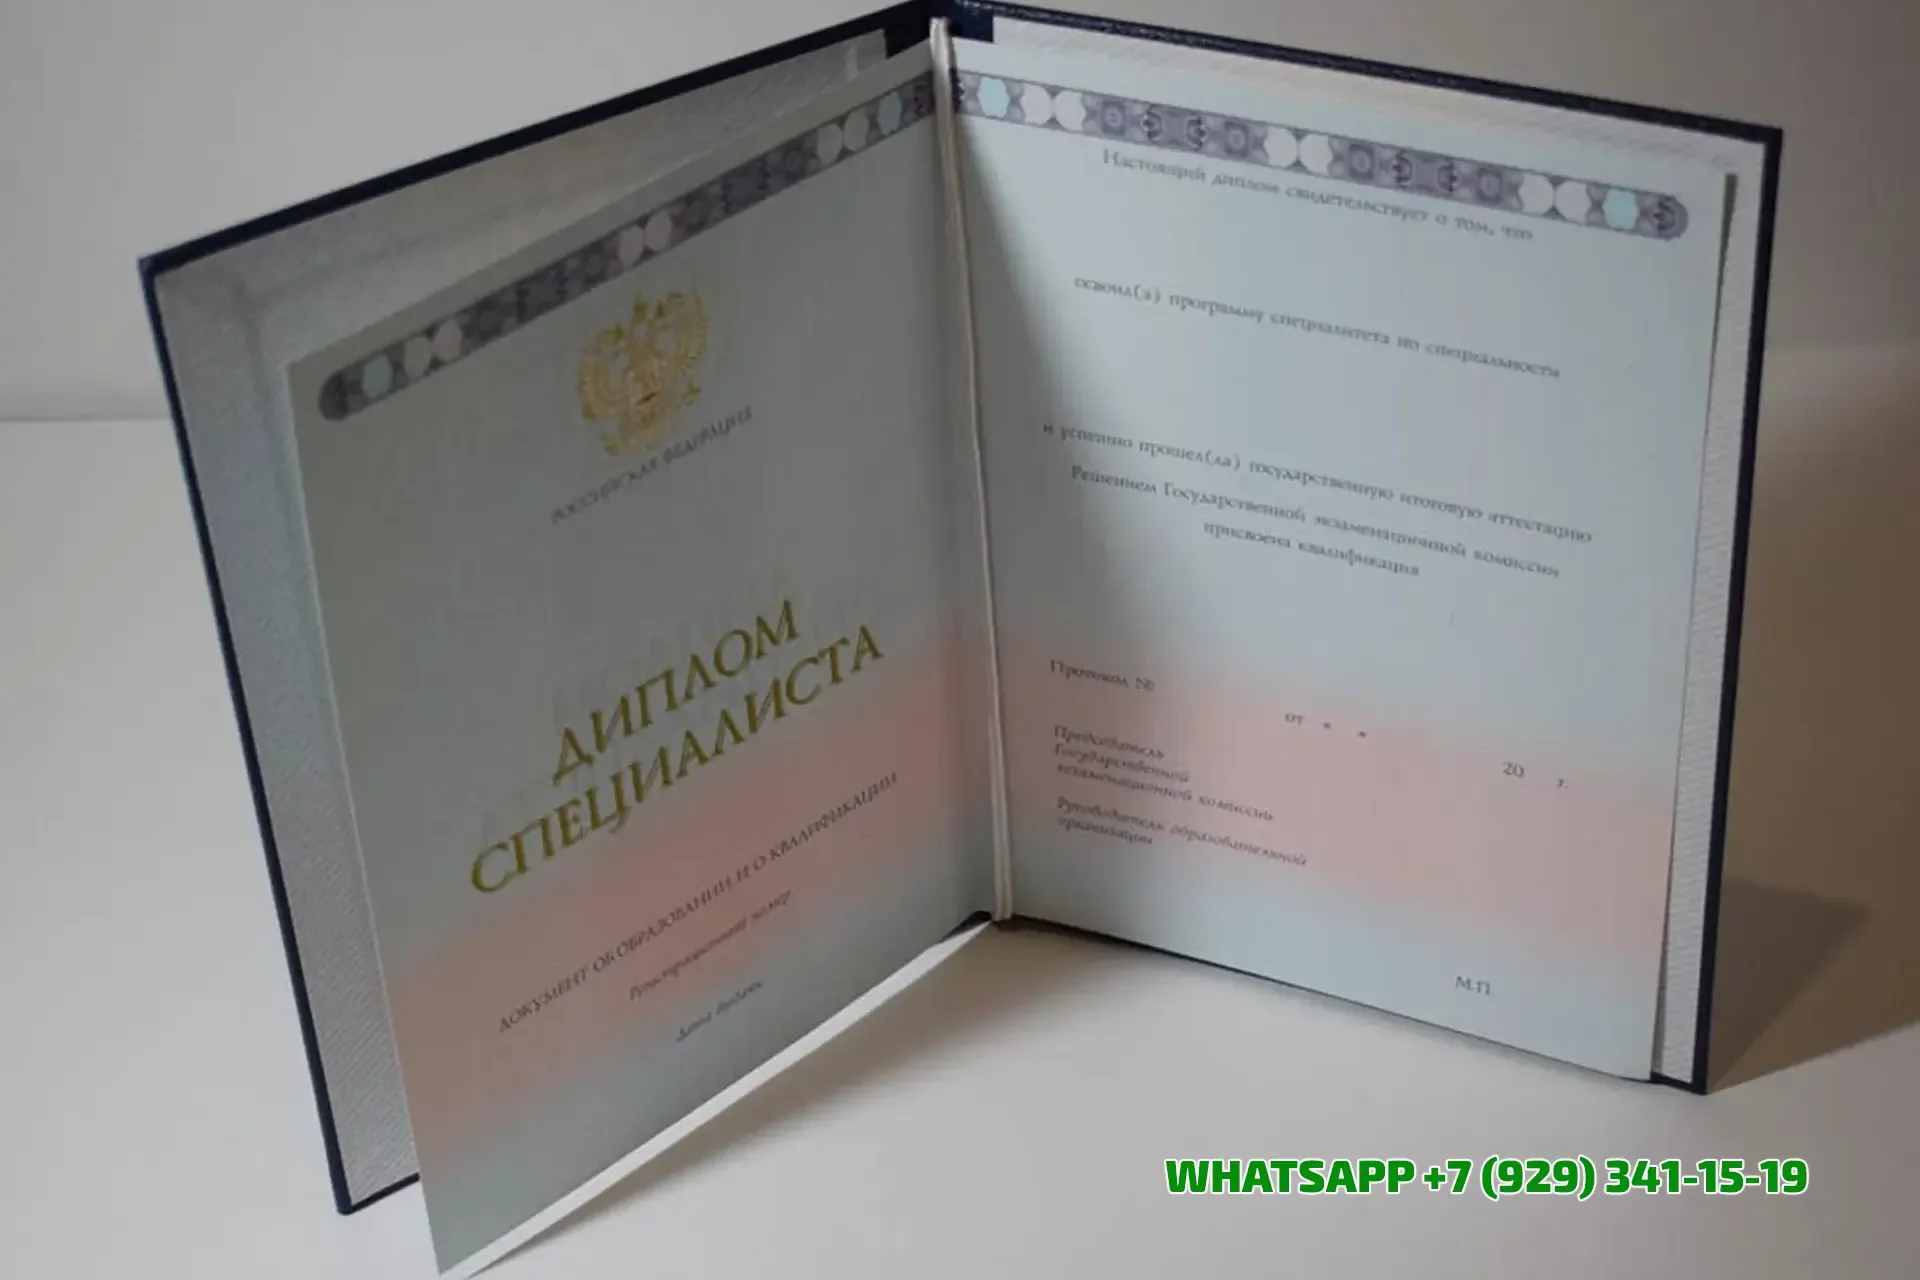 РОССИЙСКАЯ ФЕДЕРАЦИЯ
ДИПЛОМ
СПЕЦИАЛИСТА
ДОКУМЕНТ ОБ ОБРАЗОВАНИИ И О КВАЛИФИКАЦИИ
Регистрационный номер
Дата выдачи
Настоящий диплом свидетельствует о том, что
освоил(а) программу специалитета по специальности
и успешно прошел(ла) государственную итоговую аттестацию
Решением Государственной экзаменационной комиссии
присвоена квалификация
Протокол №
от « » 20 г.
Председатель
Государственной
экзаменационной комиссии
Руководитель образовательной
организации
М.П.
WHATSAPP +7 (929) 341-15-19